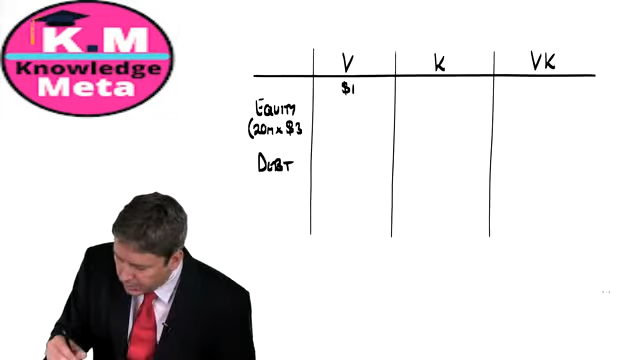 K.M
Knowledge
Meta
V K VK
$1
EQUITY
(20M x $3
DEBT